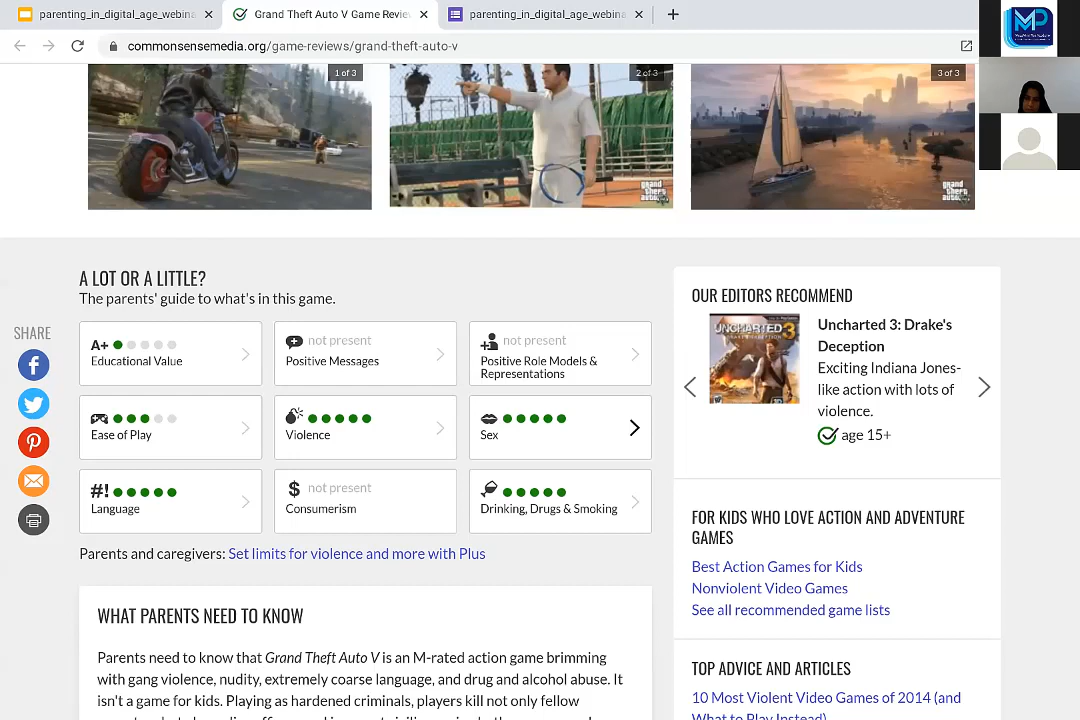 parenting_in_digital_age_webina
Grand Theft Auto V Game Revie
parenting_in_digital_age_webina
commonsensemedia.org/game-reviews/grand-theft-auto-v
MP
1 of 3
2 of 3
3 of 3
grand
theft
auto
grand
theft
auto
A LOT OR A LITTLE?
The parents' guide to what's in this game.
SHARE
A+
Educational Value
not present
Positive Messages
not present
Positive Role Models &
Representations
Ease of Play
Violence
Sex
#!
Language
$ not present
Consumerism
Drinking, Drugs & Smoking
Parents and caregivers: Set limits for violence and more with Plus
WHAT PARENTS NEED TO KNOW
Parents need to know that Grand Theft Auto V is an M-rated action game brimming
with gang violence, nudity, extremely coarse language, and drug and alcohol abuse. It
isn't a game for kids. Playing as hardened criminals, players kill not only fellow
OUR EDITORS RECOMMEND
UNCHARTED 3
Uncharted 3: Drake's
Deception
Exciting Indiana Jones-
like action with lots of
violence.
age 15+
FOR KIDS WHO LOVE ACTION AND ADVENTURE
GAMES
Best Action Games for Kids
Nonviolent Video Games
See all recommended game lists
TOP ADVICE AND ARTICLES
10 Most Violent Video Games of 2014 (and
What to Play Instead)